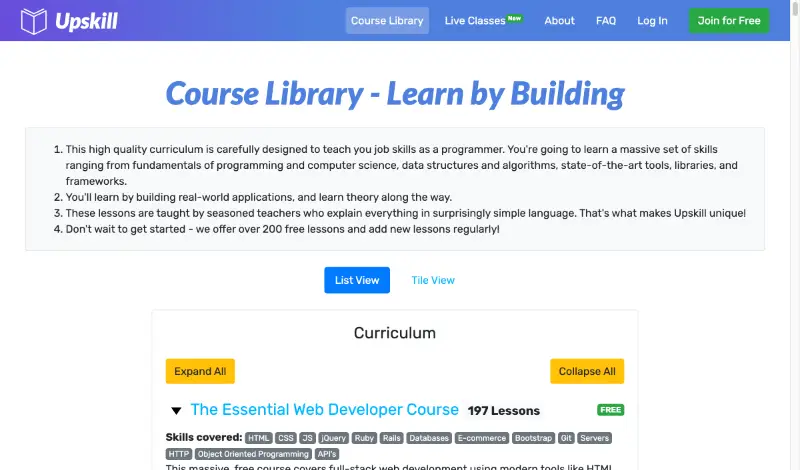 Upskill
Course Library
Live Classes New
About
FAQ
Log In
Join for Free
Course Library - Learn by Building
1. This high quality curriculum is carefully designed to teach you job skills as a programmer. You're going to learn a massive set of skills
ranging from fundamentals of programming and computer science, data structures and algorithms, state-of-the-art tools, libraries, and
frameworks.
2. You'll learn by building real-world applications, and learn theory along the way.
3. These lessons are taught by seasoned teachers who explain everything in surprisingly simple language. That's what makes Upskill unique!
4. Don't wait to get started - we offer over 200 free lessons and add new lessons regularly!
List View
Tile View
Curriculum
Expand All
Collapse All
The Essential Web Developer Course 197 Lessons FREE
Skills covered: HTML CSS JS jQuery Ruby Rails Databases E-commerce Bootstrap Git Servers
HTTP Object Oriented Programming API's
This massive, free course covers full-stack web development using modern tools like HTML,